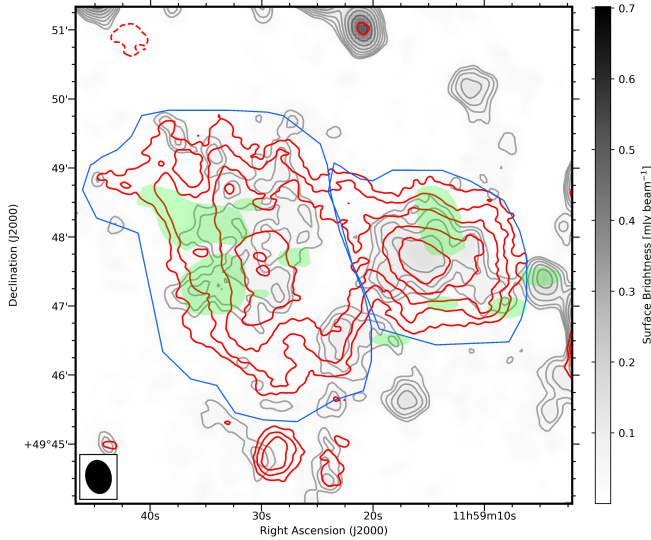 0.7
51'
0.6
50'
0.5
49'
Declination (J2000)
48'
0.4
Surface Brightness [mJy beam−1]
0.3
47'
0.2
46'
0.1
+49°45'
40s
30s
20s
11h59m10s
Right Ascension (J2000)